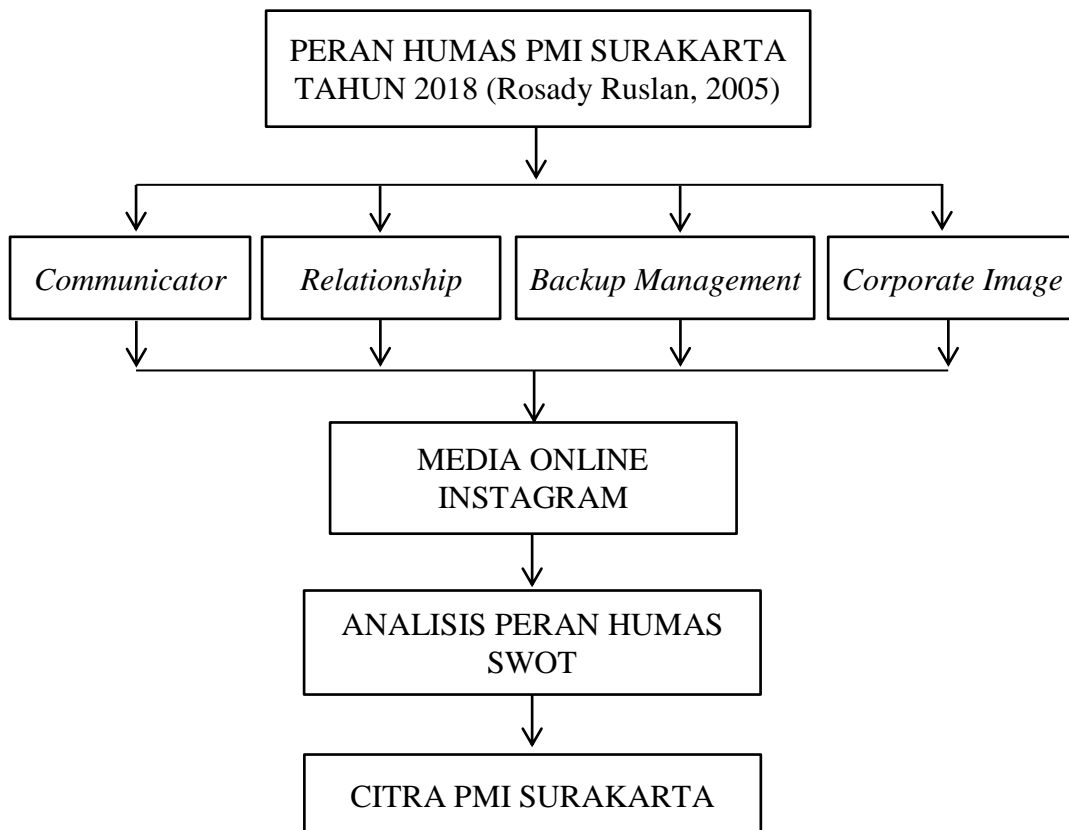 PERAN HUMAS PMI SURAKARTA
TAHUN 2018 (Rosady Ruslan, 2005)
Communicator
Relationship
Backup Management
Corporate Image
MEDIA ONLINE
INSTAGRAM
ANALISIS PERAN HUMAS
SWOT
CITRA PMI SURAKARTA